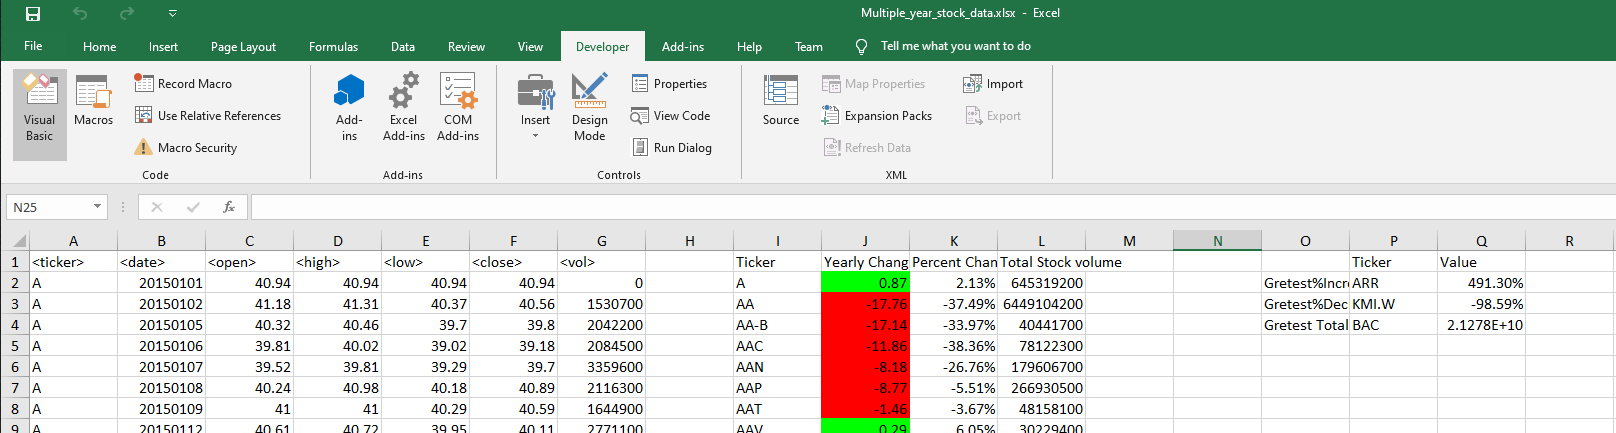 Multiple_year_stock_data.xlsx - Excel
File Home Insert Page Layout Formulas Data Review View Developer Add-ins Help Team Tell me what you want to do
Visual Basic
Macros
Record Macro
Use Relative References
Macro Security
Code
Add-ins
Excel Add-ins
COM Add-ins
Add-ins
Insert
Design Mode
Properties
View Code
Run Dialog
Controls
Source
Map Properties
Expansion Packs
Refresh Data
Import
Export
XML
N25 fx
A B C D E F G H I J K L M N O P Q R
1 <ticker> <date> <open> <high> <low> <close> <vol> Ticker Yearly Chang Percent Chan Total Stock volume Ticker Value
2 A 20150101 40.94 40.94 40.94 40.94 0 A 0.87 2.13% 645319200 Gretest%Incre ARR 491.30%
3 A 20150102 41.18 41.31 40.37 40.56 1530700 AA -17.76 -37.49% 6449104200 Gretest%Dec KMI.W -98.59%
4 A 20150105 40.32 40.46 39.7 39.8 2042200 AA-B -17.14 -33.97% 40441700 Gretest Total BAC 2.1278E+10
5 A 20150106 39.81 40.02 39.02 39.18 2084500 AAC -11.86 -38.36% 78122300
6 A 20150107 39.52 39.81 39.29 39.7 3359600 AAN -8.18 -26.76% 179606700
7 A 20150108 40.24 40.98 40.18 40.89 2116300 AAP -8.77 -5.51% 266930500
8 A 20150109 41 41 40.29 40.59 1644900 AAT -1.46 -3.67% 48158100
9 A 20150112 40.61 40.72 39.95 40.11 2771100 AAV 0.29 6.05% 30229400